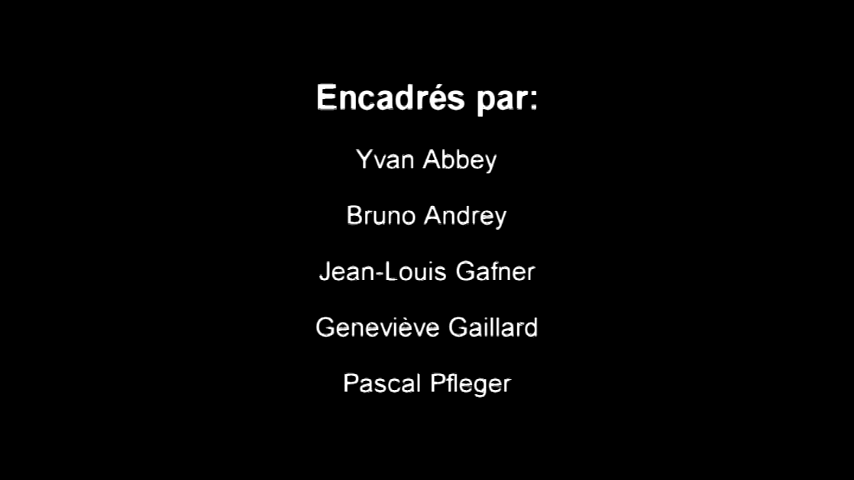 Encadrés par:
Yvan Abbey
Bruno Andrey
Jean-Louis Gafner
Geneviève Gaillard
Pascal Pfleger